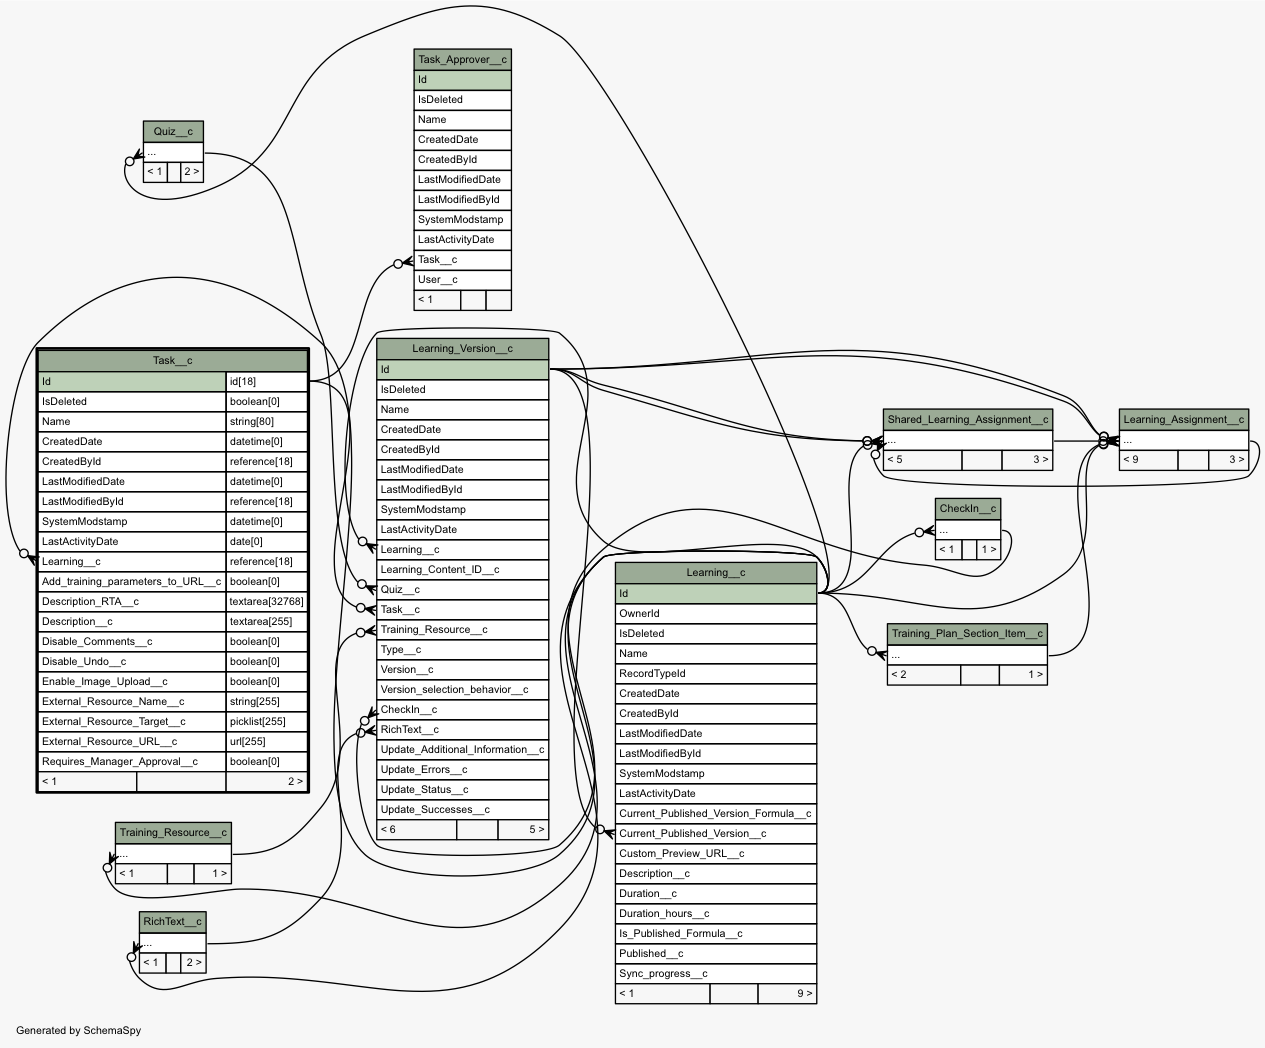 Task_Approver__c
Id
IsDeleted
Name
CreatedDate
CreatedById
LastModifiedDate
LastModifiedById
SystemModstamp
LastActivityDate
Task__c
User__c
< 1
Quiz__c
...
< 1 2 >
Task__c
Id id[18]
IsDeleted boolean[0]
Name string[80]
CreatedDate datetime[0]
CreatedById reference[18]
LastModifiedDate datetime[0]
LastModifiedById reference[18]
SystemModstamp datetime[0]
LastActivityDate date[0]
Learning__c reference[18]
Add_training_parameters_to_URL__c boolean[0]
Description_RTA__c textarea[32768]
Description__c textarea[255]
Disable_Comments__c boolean[0]
Disable_Undo__c boolean[0]
Enable_Image_Upload__c boolean[0]
External_Resource_Name__c string[255]
External_Resource_Target__c picklist[255]
External_Resource_URL__c url[255]
Requires_Manager_Approval__c boolean[0]
< 1 2 >
Learning_Version__c
Id
IsDeleted
Name
CreatedDate
CreatedById
LastModifiedDate
LastModifiedById
SystemModstamp
LastActivityDate
Learning__c
Learning_Content_ID__c
Quiz__c
Task__c
Training_Resource__c
Type__c
Version__c
Version_selection_behavior__c
CheckIn__c
RichText__c
Update_Additional_Information__c
Update_Errors__c
Update_Status__c
Update_Successes__c
< 6 5 >
Shared_Learning_Assignment__c
...
< 5 3 >
Learning_Assignment__c
...
< 9 3 >
CheckIn__c
...
< 1 1 >
Learning__c
Id
OwnerId
IsDeleted
Name
RecordTypeId
CreatedDate
CreatedById
LastModifiedDate
LastModifiedById
SystemModstamp
LastActivityDate
Current_Published_Version_Formula__c
Current_Published_Version__c
Custom_Preview_URL__c
Description__c
Duration__c
Duration_hours__c
Is_Published_Formula__c
Published__c
Sync_progress__c
< 1 9 >
Training_Plan_Section_Item__c
...
< 2 1 >
Training_Resource__c
...
< 1 1 >
RichText__c
...
< 1 2 >
Generated by SchemaSpy